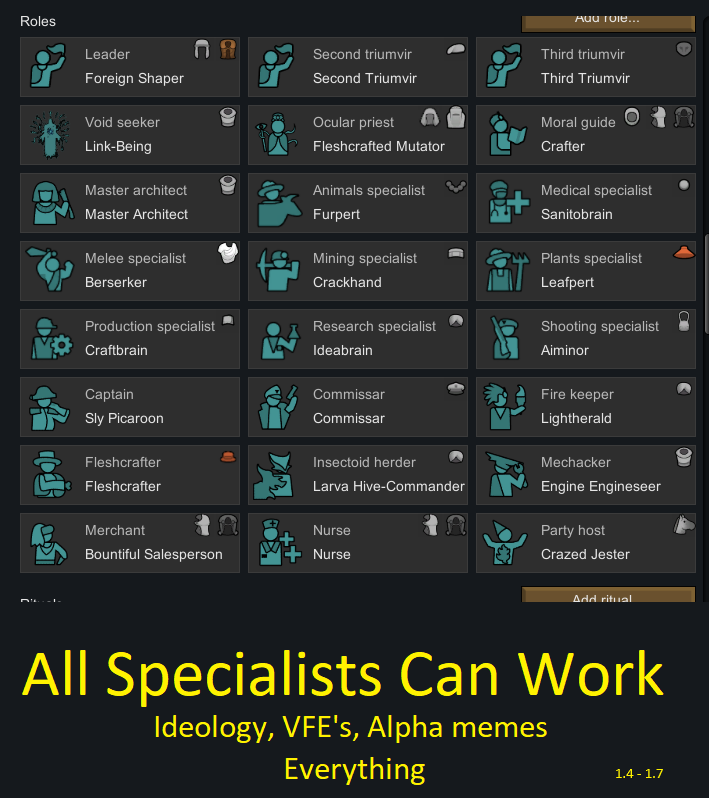 Roles
Add role...
Leader
Foreign Shaper
Second triumvir
Second Triumvir
Third triumvir
Third Triumvir
Void seeker
Link-Being
Ocular priest
Fleshcrafted Mutator
Moral guide
Crafter
Master architect
Master Architect
Animals specialist
Furpert
Medical specialist
Sanitobrain
Melee specialist
Berserker
Mining specialist
Crackhand
Plants specialist
Leafpert
Production specialist
Craftbrain
Research specialist
Ideabrain
Shooting specialist
Aiminor
Captain
Sly Picaroon
Commissar
Commissar
Fire keeper
Lightherald
Fleshcrafter
Fleshcrafter
Insectoid herder
Larva Hive-Commander
Mechacker
Engine Engineseer
Merchant
Bountiful Salesperson
Nurse
Nurse
Party host
Crazed Jester
Rituals
Add ritual...
All Specialists Can Work
Ideology, VFE's, Alpha memes
Everything
1.4 - 1.7